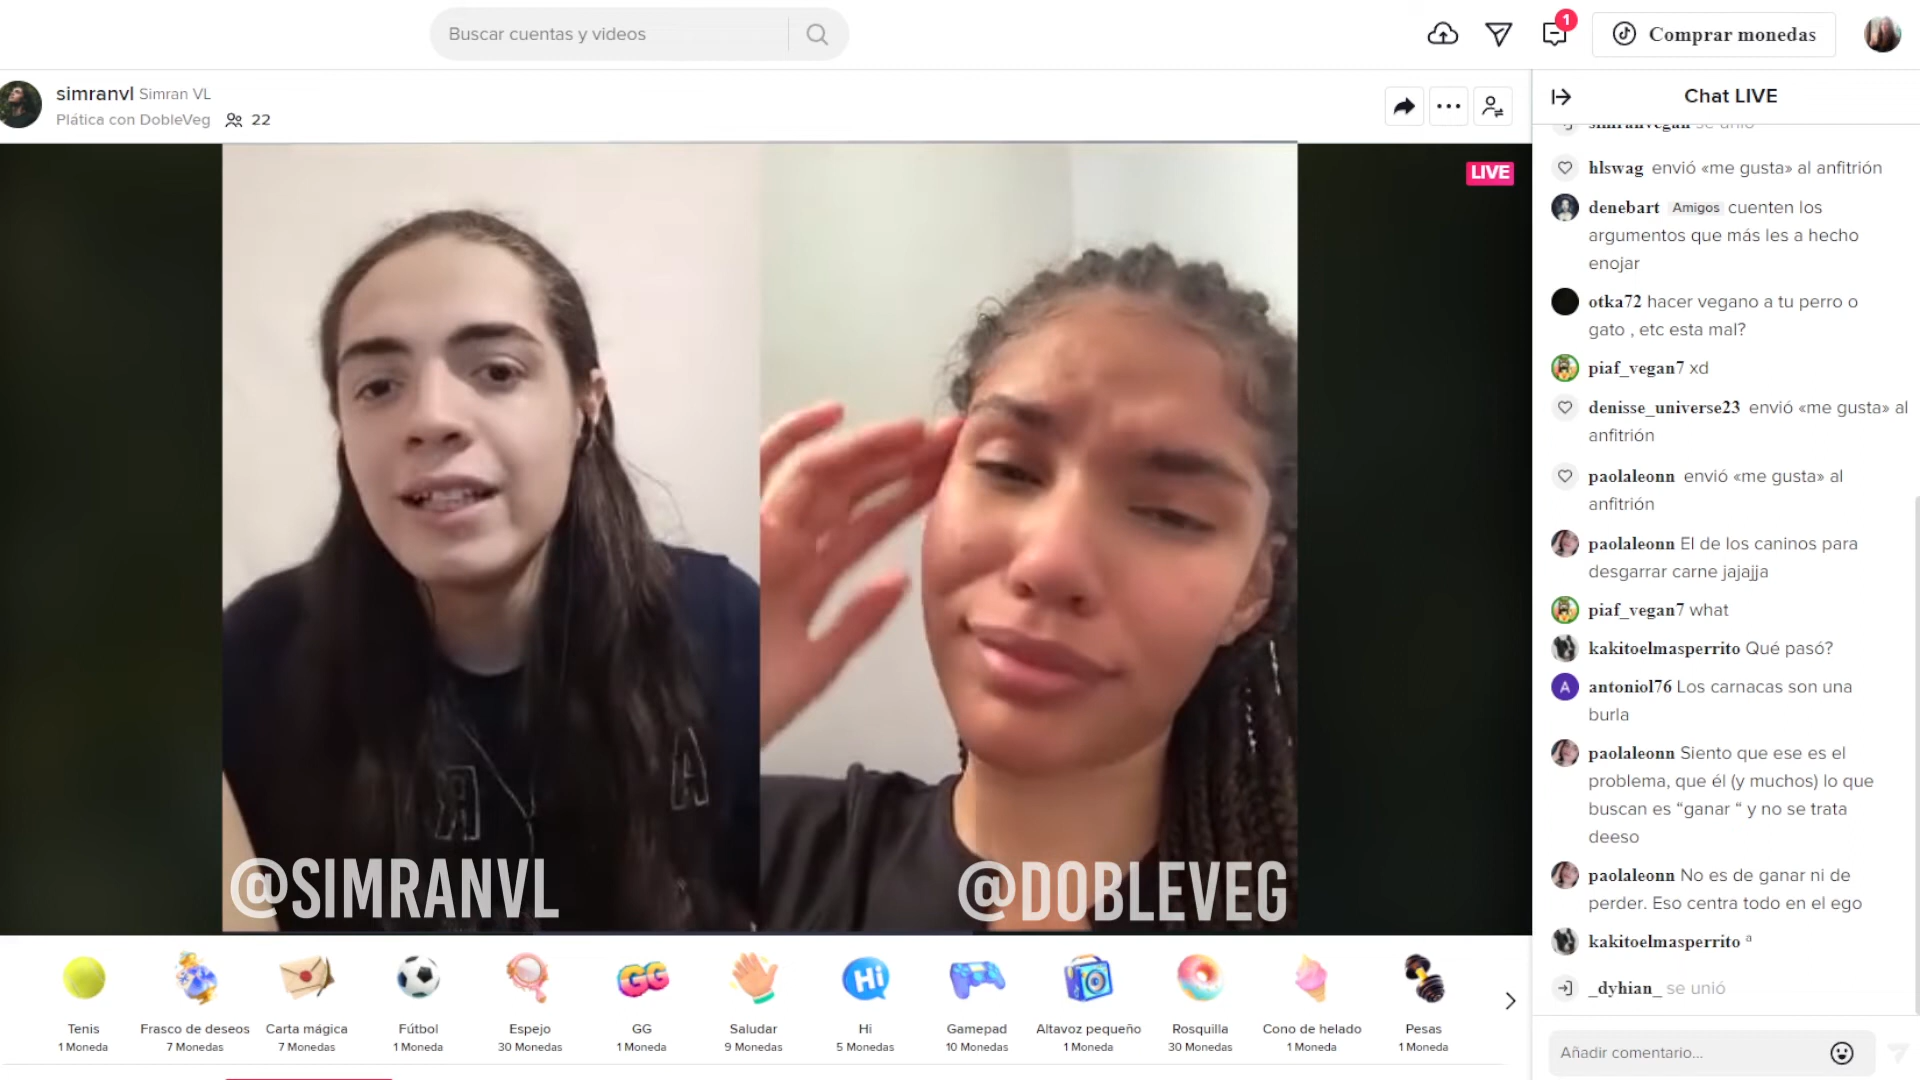 Buscar cuentas y videos
1
Comprar monedas
simranvl Simran VL
Plática con DobleVeg 22
LIVE
@SIMRANVL
@DOBLEVEG
Hi
GG
Tenis
1 Moneda
Frasco de deseos
7 Monedas
Carta mágica
7 Monedas
Fútbol
1 Moneda
Espejo
30 Monedas
GG
1 Moneda
Saludar
9 Monedas
Hi
5 Monedas
Gamepad
10 Monedas
Altavoz pequeño
1 Moneda
Rosquilla
30 Monedas
Cono de helado
1 Moneda
Pesas
1 Moneda
Chat LIVE
simranvegan se unió
hlswag envió «me gusta» al anfitrión
denebart Amigos cuenten los
argumentos que más les a hecho
enojar
otka72 hacer vegano a tu perro o
gato , etc esta mal?
piaf_vegan7 xd
denisse_universe23 envió «me gusta» al
anfitrión
paolaleonn envió «me gusta» al
anfitrión
paolaleonn El de los caninos para
desgarrar carne jajajja
piaf_vegan7 what
kakitoelmasperrito Qué pasó?
A
antoniol76 Los carnacas son una
burla
paolaleonn Siento que ese es el
problema, que él (y muchos) lo que
buscan es “ganar “ y no se trata
deeso
paolaleonn No es de ganar ni de
perder. Eso centra todo en el ego
kakitoelmasperrito ª
_dyhian_ se unió
Añadir comentario...